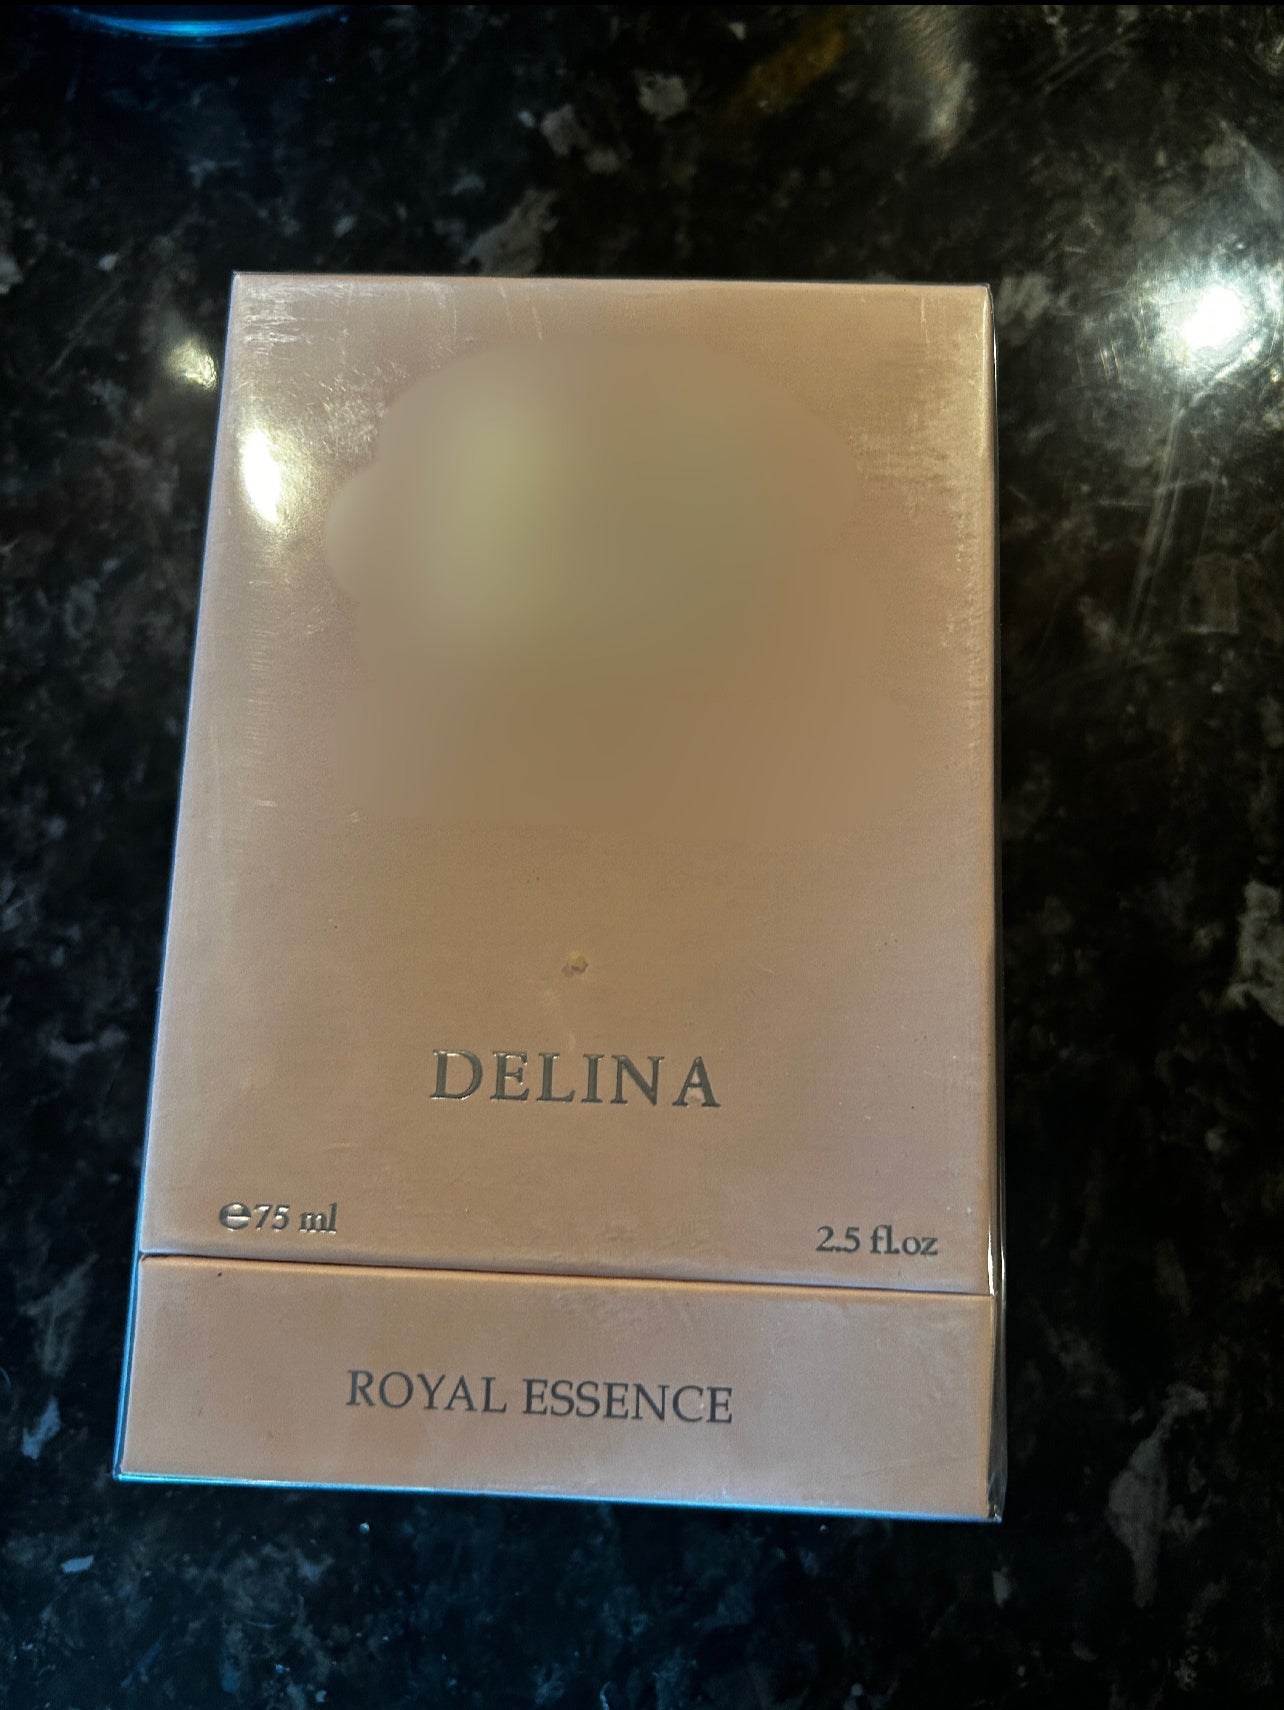 DELINA
℮75 ml
2.5 fl.oz
ROYAL ESSENCE